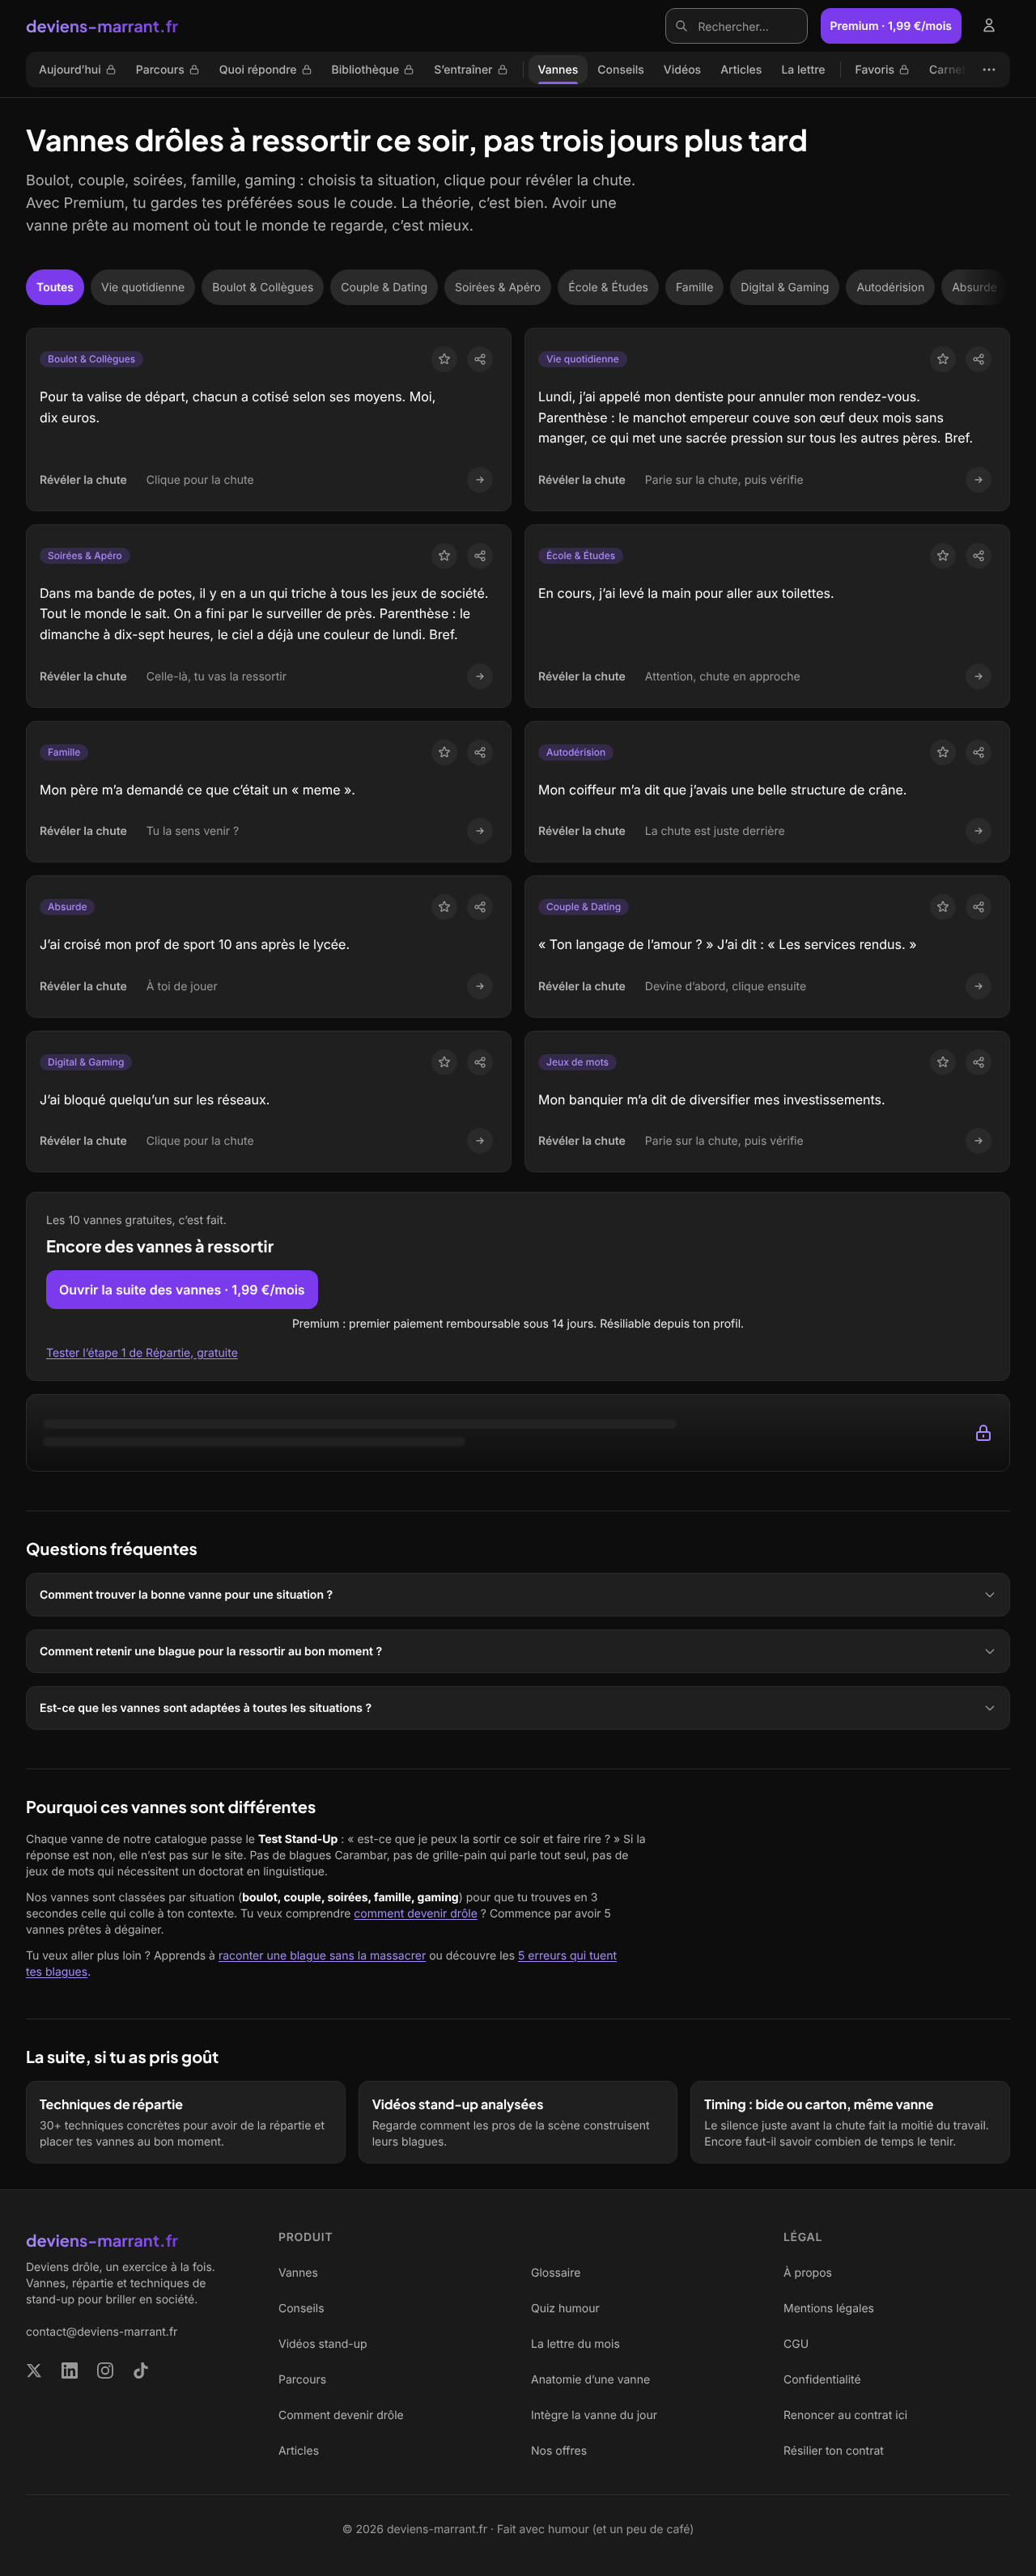 deviens-marrant.fr
Rechercher...
Premium · 1,99 €/mois
Aujourd’hui
Parcours
Quoi répondre
Bibliothèque
S’entraîner
Vannes
Conseils
Vidéos
Articles
La lettre
Favoris
Carnet
Vannes drôles à ressortir ce soir, pas trois jours plus tard
Boulot, couple, soirées, famille, gaming : choisis ta situation, clique pour révéler la chute.
Avec Premium, tu gardes tes préférées sous le coude. La théorie, c’est bien. Avoir une
vanne prête au moment où tout le monde te regarde, c’est mieux.
Toutes
Vie quotidienne
Boulot & Collègues
Couple & Dating
Soirées & Apéro
École & Études
Famille
Digital & Gaming
Autodérision
Absurde
Boulot & Collègues
Pour ta valise de départ, chacun a cotisé selon ses moyens. Moi,
dix euros.
Révéler la chute Clique pour la chute
Vie quotidienne
Lundi, j’ai appelé mon dentiste pour annuler mon rendez-vous.
Parenthèse : le manchot empereur couve son œuf deux mois sans
manger, ce qui met une sacrée pression sur tous les autres pères. Bref.
Révéler la chute Parie sur la chute, puis vérifie
Soirées & Apéro
Dans ma bande de potes, il y en a un qui triche à tous les jeux de société.
Tout le monde le sait. On a fini par le surveiller de près. Parenthèse : le
dimanche à dix-sept heures, le ciel a déjà une couleur de lundi. Bref.
Révéler la chute Celle-là, tu vas la ressortir
École & Études
En cours, j’ai levé la main pour aller aux toilettes.
Révéler la chute Attention, chute en approche
Famille
Mon père m’a demandé ce que c’était un « meme ».
Révéler la chute Tu la sens venir ?
Autodérision
Mon coiffeur m’a dit que j’avais une belle structure de crâne.
Révéler la chute La chute est juste derrière
Absurde
J’ai croisé mon prof de sport 10 ans après le lycée.
Révéler la chute À toi de jouer
Couple & Dating
« Ton langage de l’amour ? » J’ai dit : « Les services rendus. »
Révéler la chute Devine d’abord, clique ensuite
Digital & Gaming
J’ai bloqué quelqu’un sur les réseaux.
Révéler la chute Clique pour la chute
Jeux de mots
Mon banquier m’a dit de diversifier mes investissements.
Révéler la chute Parie sur la chute, puis vérifie
Les 10 vannes gratuites, c’est fait.
Encore des vannes à ressortir
Ouvrir la suite des vannes · 1,99 €/mois
Premium : premier paiement remboursable sous 14 jours. Résiliable depuis ton profil.
Tester l’étape 1 de Répartie, gratuite
Questions fréquentes
Comment trouver la bonne vanne pour une situation ?
Comment retenir une blague pour la ressortir au bon moment ?
Est-ce que les vannes sont adaptées à toutes les situations ?
Pourquoi ces vannes sont différentes
Chaque vanne de notre catalogue passe le Test Stand-Up : « est-ce que je peux la sortir ce soir et faire rire ? » Si la
réponse est non, elle n’est pas sur le site. Pas de blagues Carambar, pas de grille-pain qui parle tout seul, pas de
jeux de mots qui nécessitent un doctorat en linguistique.
Nos vannes sont classées par situation (boulot, couple, soirées, famille, gaming) pour que tu trouves en 3
secondes celle qui colle à ton contexte. Tu veux comprendre comment devenir drôle ? Commence par avoir 5
vannes prêtes à dégainer.
Tu veux aller plus loin ? Apprends à raconter une blague sans la massacrer ou découvre les 5 erreurs qui tuent
tes blagues.
La suite, si tu as pris goût
Techniques de répartie
30+ techniques concrètes pour avoir de la répartie et
placer tes vannes au bon moment.
Vidéos stand-up analysées
Regarde comment les pros de la scène construisent
leurs blagues.
Timing : bide ou carton, même vanne
Le silence juste avant la chute fait la moitié du travail.
Encore faut-il savoir combien de temps le tenir.
deviens-marrant.fr
Deviens drôle, un exercice à la fois.
Vannes, répartie et techniques de
stand-up pour briller en société.
contact@deviens-marrant.fr
PRODUIT
Vannes
Conseils
Vidéos stand-up
Parcours
Comment devenir drôle
Articles
Glossaire
Quiz humour
La lettre du mois
Anatomie d’une vanne
Intègre la vanne du jour
Nos offres
LÉGAL
À propos
Mentions légales
CGU
Confidentialité
Renoncer au contrat ici
Résilier ton contrat
© 2026 deviens-marrant.fr · Fait avec humour (et un peu de café)